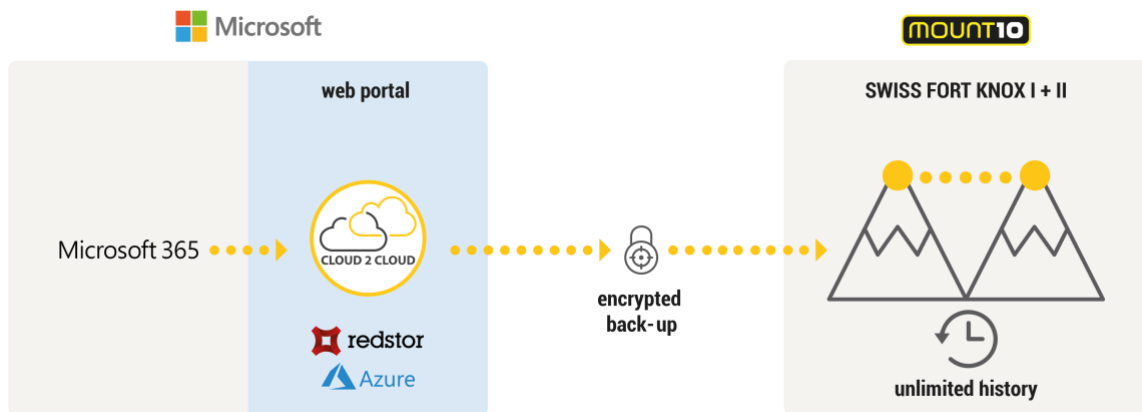 Microsoft
MOUNT10
web portal
SWISS FORT KNOX I + II
Microsoft 365
CLOUD 2 CLOUD
encrypted
back-up
redstor
Azure
unlimited history